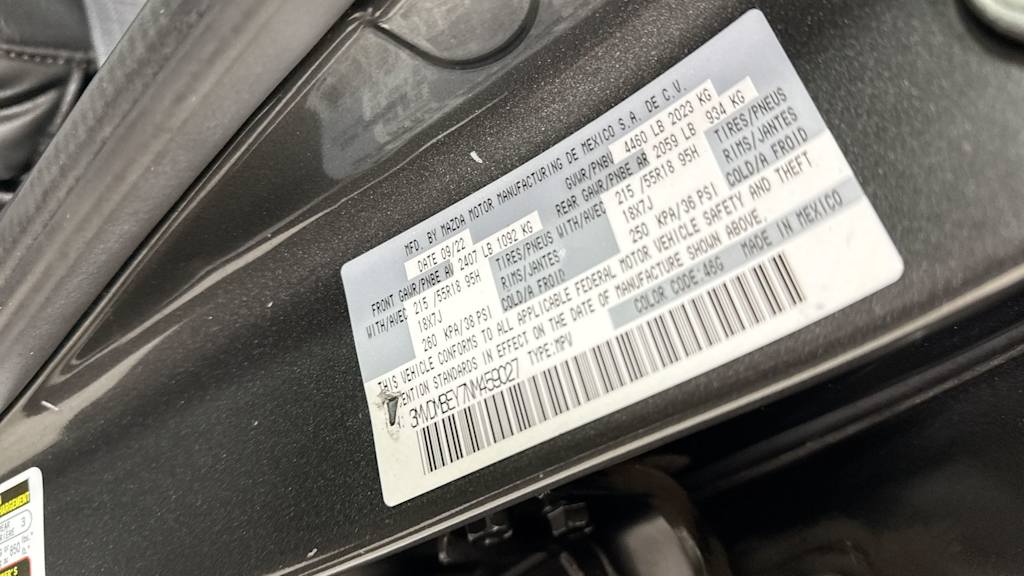 MFD. BY MAZDA MOTOR MANUFACTURING DE MEXICO S.A. DE C.V.
DATE 09/22 GVWR/PNBV 4460 LB 2023 KG
FRONT GAWR/PNBE AV 2407 LB 1092 KG REAR GAWR/PNBE AR 2059 LB 934 KG
WITH/AVEC 215 /55R18 95H TIRES/PNEUS WITH/AVEC 215 /55R18 95H TIRES/PNEUS
18X7J RIMS/JANTES 18X7J RIMS/JANTES
260 KPA/38 PSI COLD/A FROID 250 KPA/36 PSI COLD/A FROID
THIS VEHICLE CONFORMS TO ALL APPLICABLE FEDERAL MOTOR VEHICLE SAFETY AND THEFT
ENTION STANDARDS IN EFFECT ON THE DATE OF MANUFACTURE SHOWN ABOVE.
TYPE:MPV COLOR CODE:46G MADE IN MEXICO